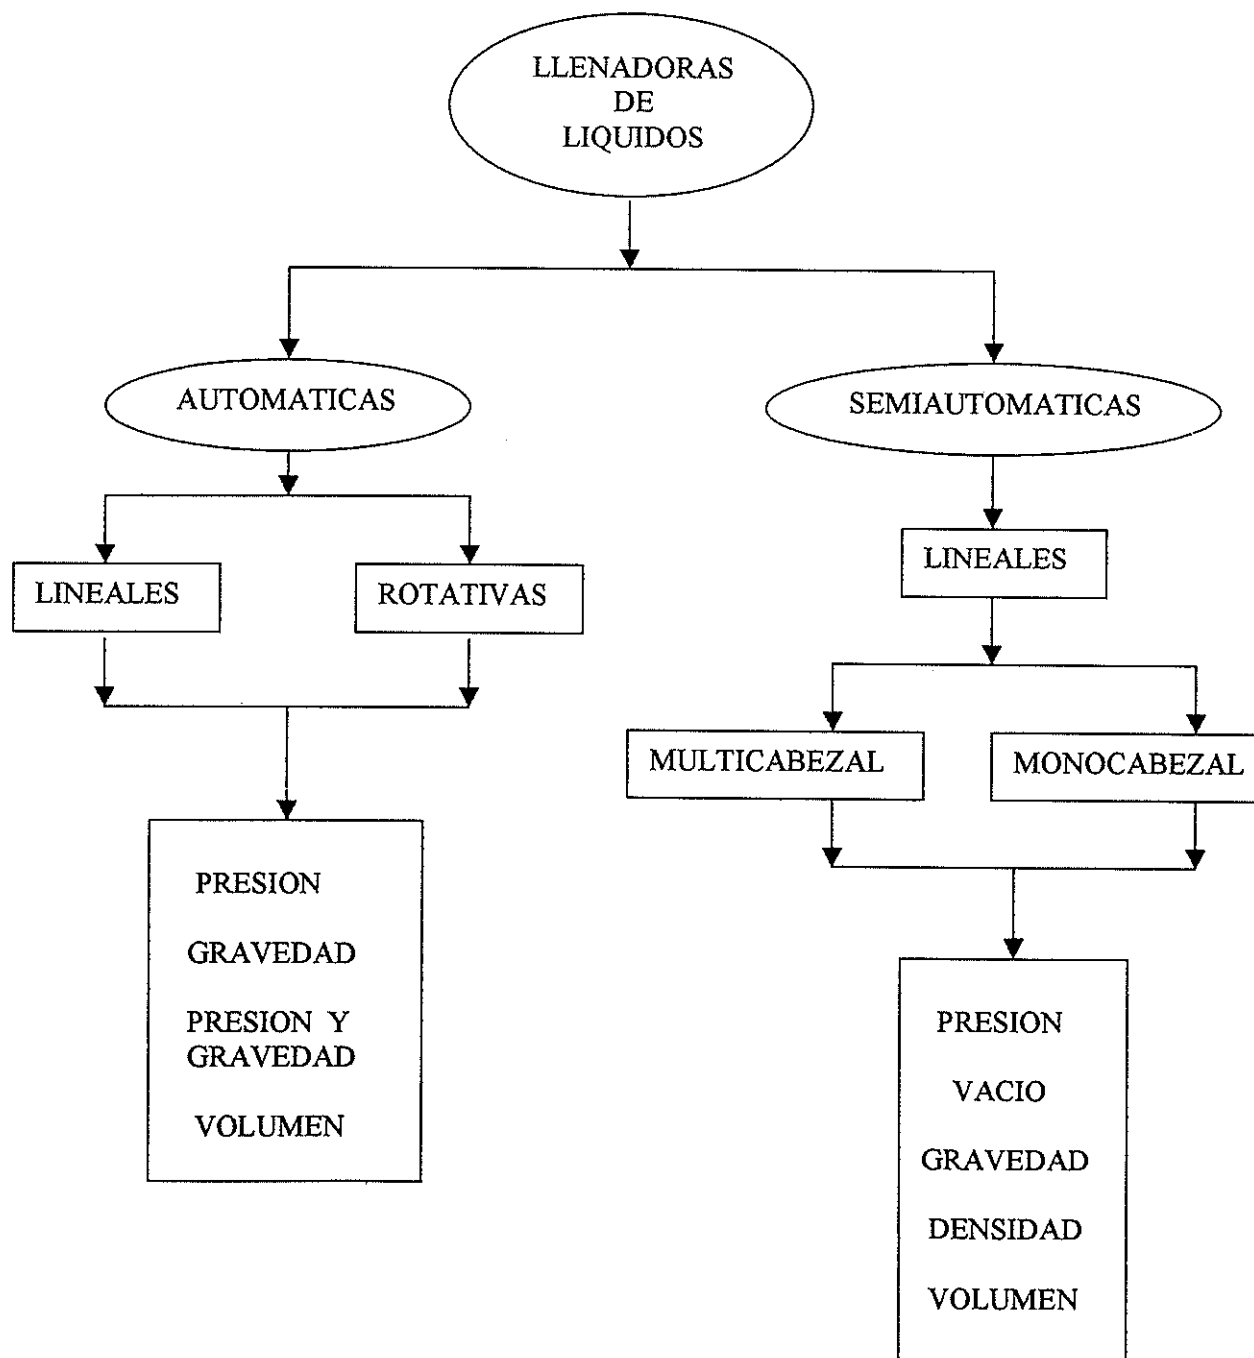 LLENADORAS
DE
LIQUIDOS
AUTOMATICAS
SEMIAUTOMATICAS
LINEALES
ROTATIVAS
LINEALES
MULTICABEZAL
MONOCABEZAL
PRESION
GRAVEDAD
PRESION Y
GRAVEDAD
VOLUMEN
PRESION
VACIO
GRAVEDAD
DENSIDAD
VOLUMEN